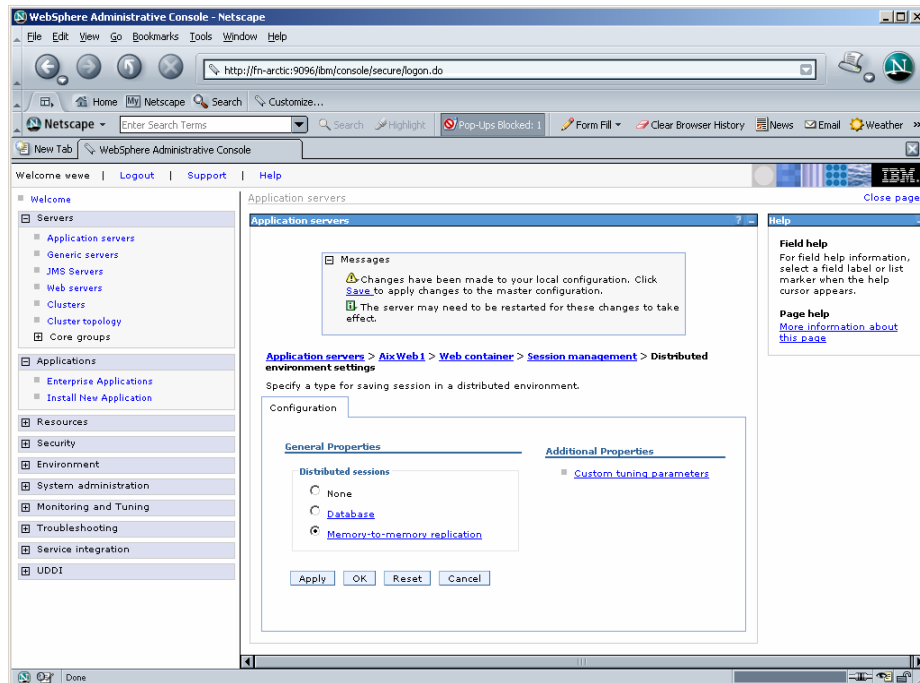 WebSphere Administrative Console - Netscape
File Edit View Go Bookmarks Tools Window Help
http://fn-arctic:9096/ibm/console/secure/logon.do
Home My Netscape Search Customize...
Netscape Enter Search Terms Search Highlight Pop-Ups Blocked: 1 Form Fill Clear Browser History News Email Weather »
New Tab WebSphere Administrative Console
Welcome wewe | Logout | Support | Help
IBM.
Welcome
Servers
Application servers
Generic servers
JMS Servers
Web servers
Clusters
Cluster topology
Core groups
Applications
Enterprise Applications
Install New Application
Resources
Security
Environment
System administration
Monitoring and Tuning
Troubleshooting
Service integration
UDDI
Application servers
Close page
Application servers ? _
Messages
Changes have been made to your local configuration. Click
Save to apply changes to the master configuration.
The server may need to be restarted for these changes to take
effect.
Application servers > AixWeb1 > Web container > Session management > Distributed
environment settings
Specify a type for saving session in a distributed environment.
Configuration
General Properties
Distributed sessions
None
Database
Memory-to-memory replication
Additional Properties
Custom tuning parameters
Apply OK Reset Cancel
Help
Field help
For field help information,
select a field label or list
marker when the help
cursor appears.
Page help
More information about
this page
Done